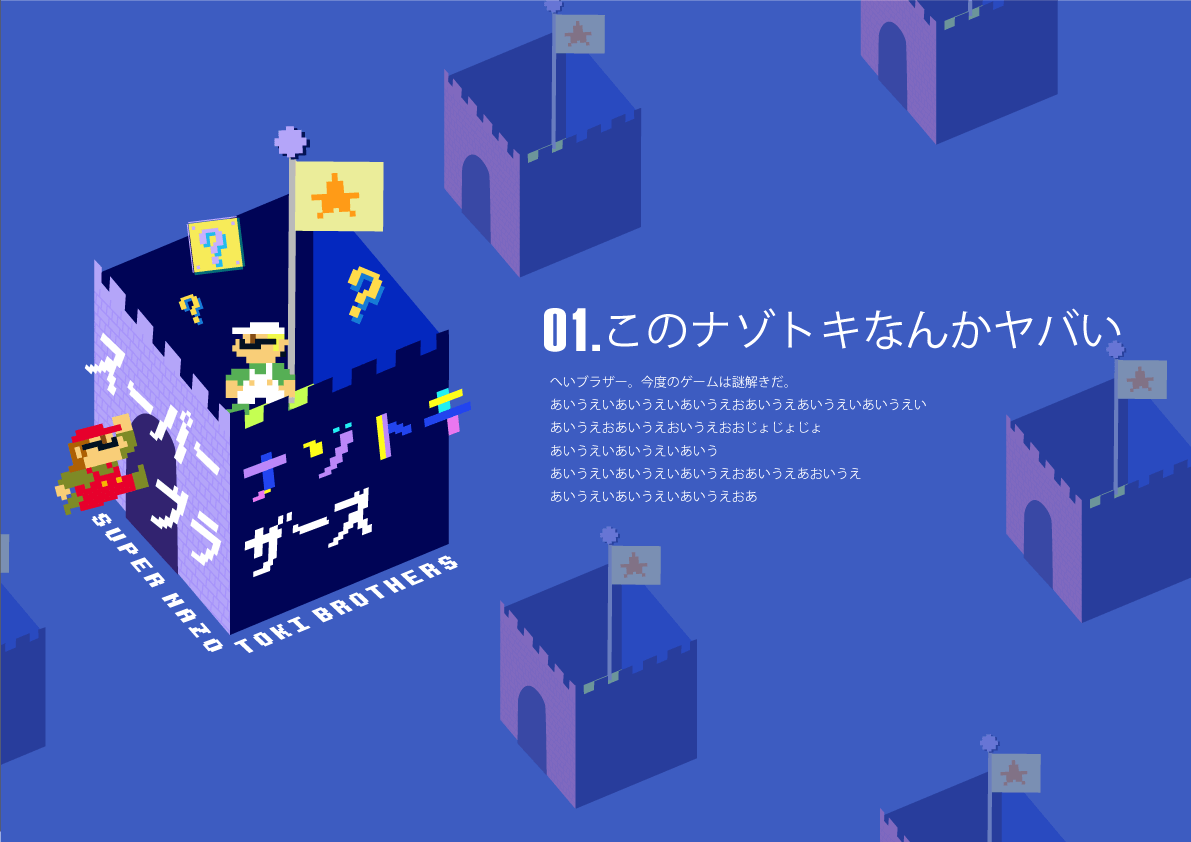 スーパー
ブラ
ナゾトキ
ザーズ
SUPER NAZO
TOKI BROTHERS
?
?
?
01.このナゾトキなんかヤバい
へいブラザー。今度のゲームは謎解きだ。
あいうえいあいうえいあいうえおあいうえあいうえいあいうえい
あいうえおあいうえおいうえおおじょじょじょ
あいうえいあいうえいあいう
あいうえいあいうえいあいうえおあいうえあおいうえ
あいうえいあいうえいあいうえおあ